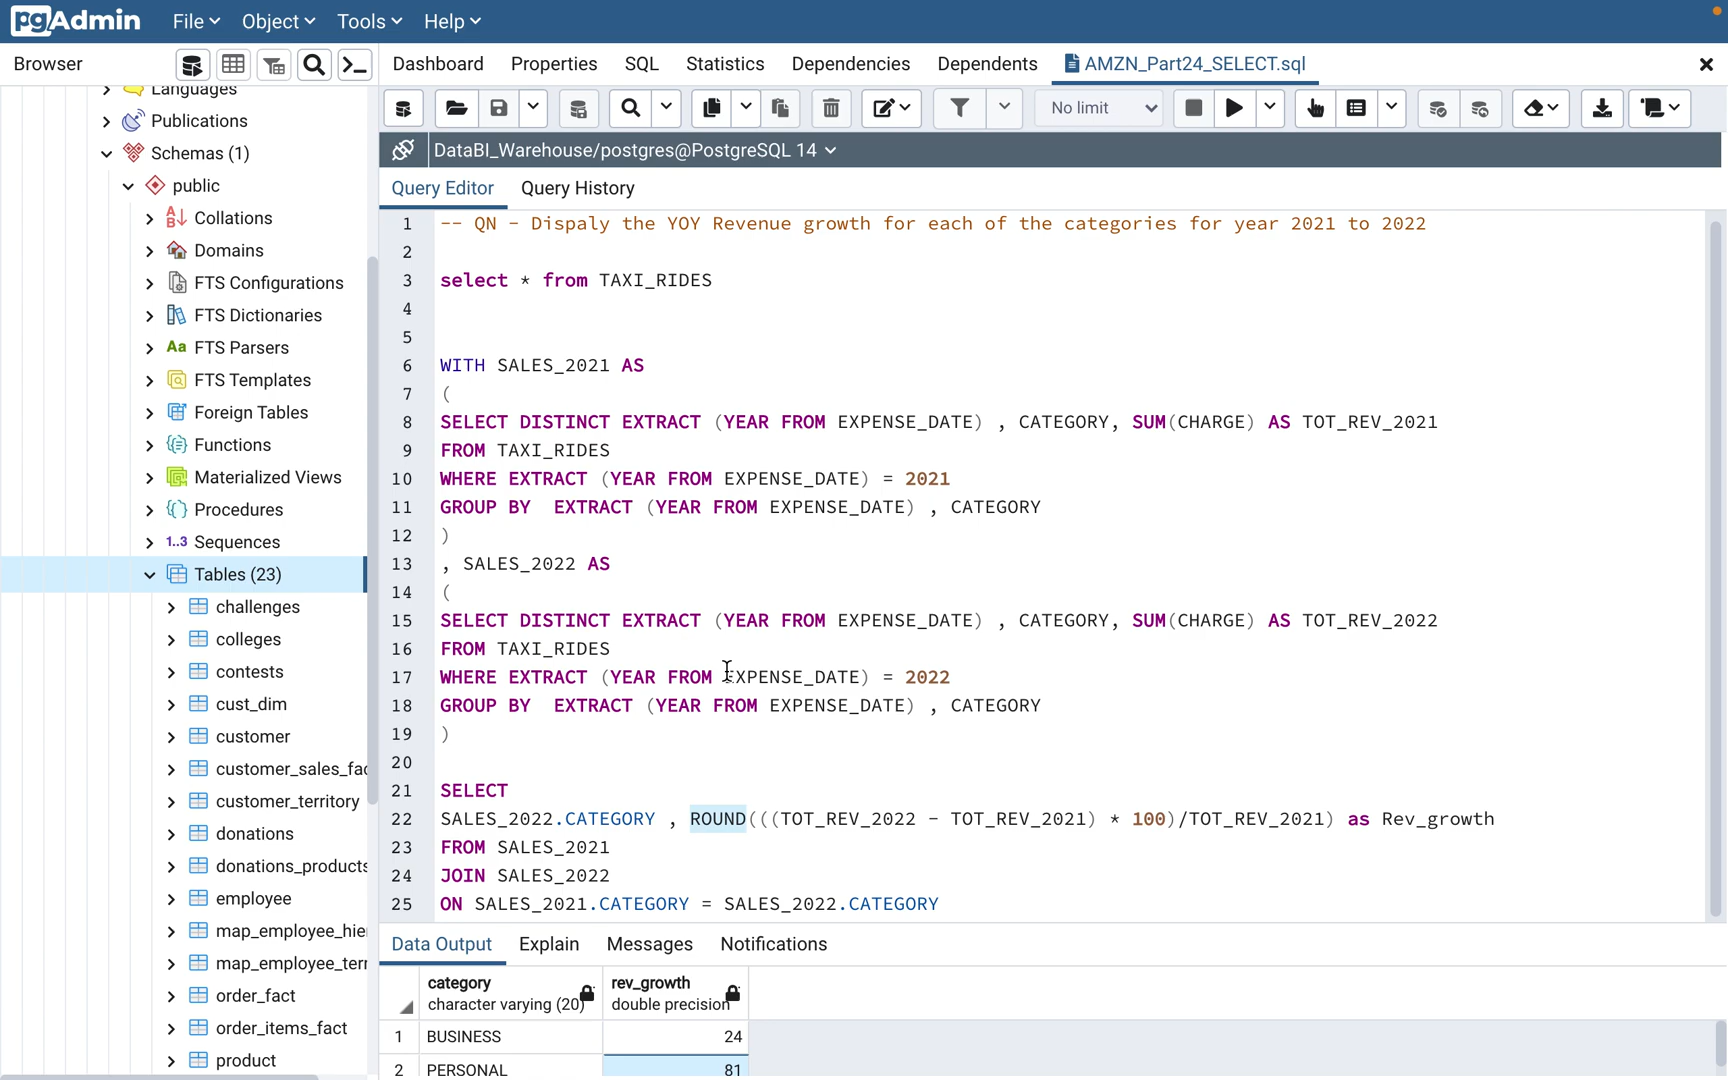 pgAdmin File Object Tools Help
Browser
Dashboard Properties SQL Statistics Dependencies Dependents AMZN_Part24_SELECT.sql
No limit
DataBI_Warehouse/postgres@PostgreSQL 14
Query Editor Query History
Languages
Publications
Schemas (1)
public
Collations
Domains
FTS Configurations
FTS Dictionaries
Aa FTS Parsers
FTS Templates
Foreign Tables
Functions
Materialized Views
Procedures
1..3 Sequences
Tables (23)
challenges
colleges
contests
cust_dim
customer
customer_sales_fac
customer_territory
donations
donations_products
employee
map_employee_hie
map_employee_terr
order_fact
order_items_fact
product
1 -- QN - Dispaly the YOY Revenue growth for each of the categories for year 2021 to 2022
2
3 select * from TAXI_RIDES
4
5
6 WITH SALES_2021 AS
7 (
8 SELECT DISTINCT EXTRACT (YEAR FROM EXPENSE_DATE) , CATEGORY, SUM(CHARGE) AS TOT_REV_2021
9 FROM TAXI_RIDES
10 WHERE EXTRACT (YEAR FROM EXPENSE_DATE) = 2021
11 GROUP BY  EXTRACT (YEAR FROM EXPENSE_DATE) , CATEGORY
12 )
13 , SALES_2022 AS
14 (
15 SELECT DISTINCT EXTRACT (YEAR FROM EXPENSE_DATE) , CATEGORY, SUM(CHARGE) AS TOT_REV_2022
16 FROM TAXI_RIDES
17 WHERE EXTRACT (YEAR FROM EXPENSE_DATE) = 2022
18 GROUP BY  EXTRACT (YEAR FROM EXPENSE_DATE) , CATEGORY
19 )
20
21 SELECT
22 SALES_2022.CATEGORY , ROUND(((TOT_REV_2022 - TOT_REV_2021) * 100)/TOT_REV_2021) as Rev_growth
23 FROM SALES_2021
24 JOIN SALES_2022
25 ON SALES_2021.CATEGORY = SALES_2022.CATEGORY
Data Output Explain Messages Notifications
category rev_growth
character varying (20) double precision
1 BUSINESS 24
2 PERSONAL 81